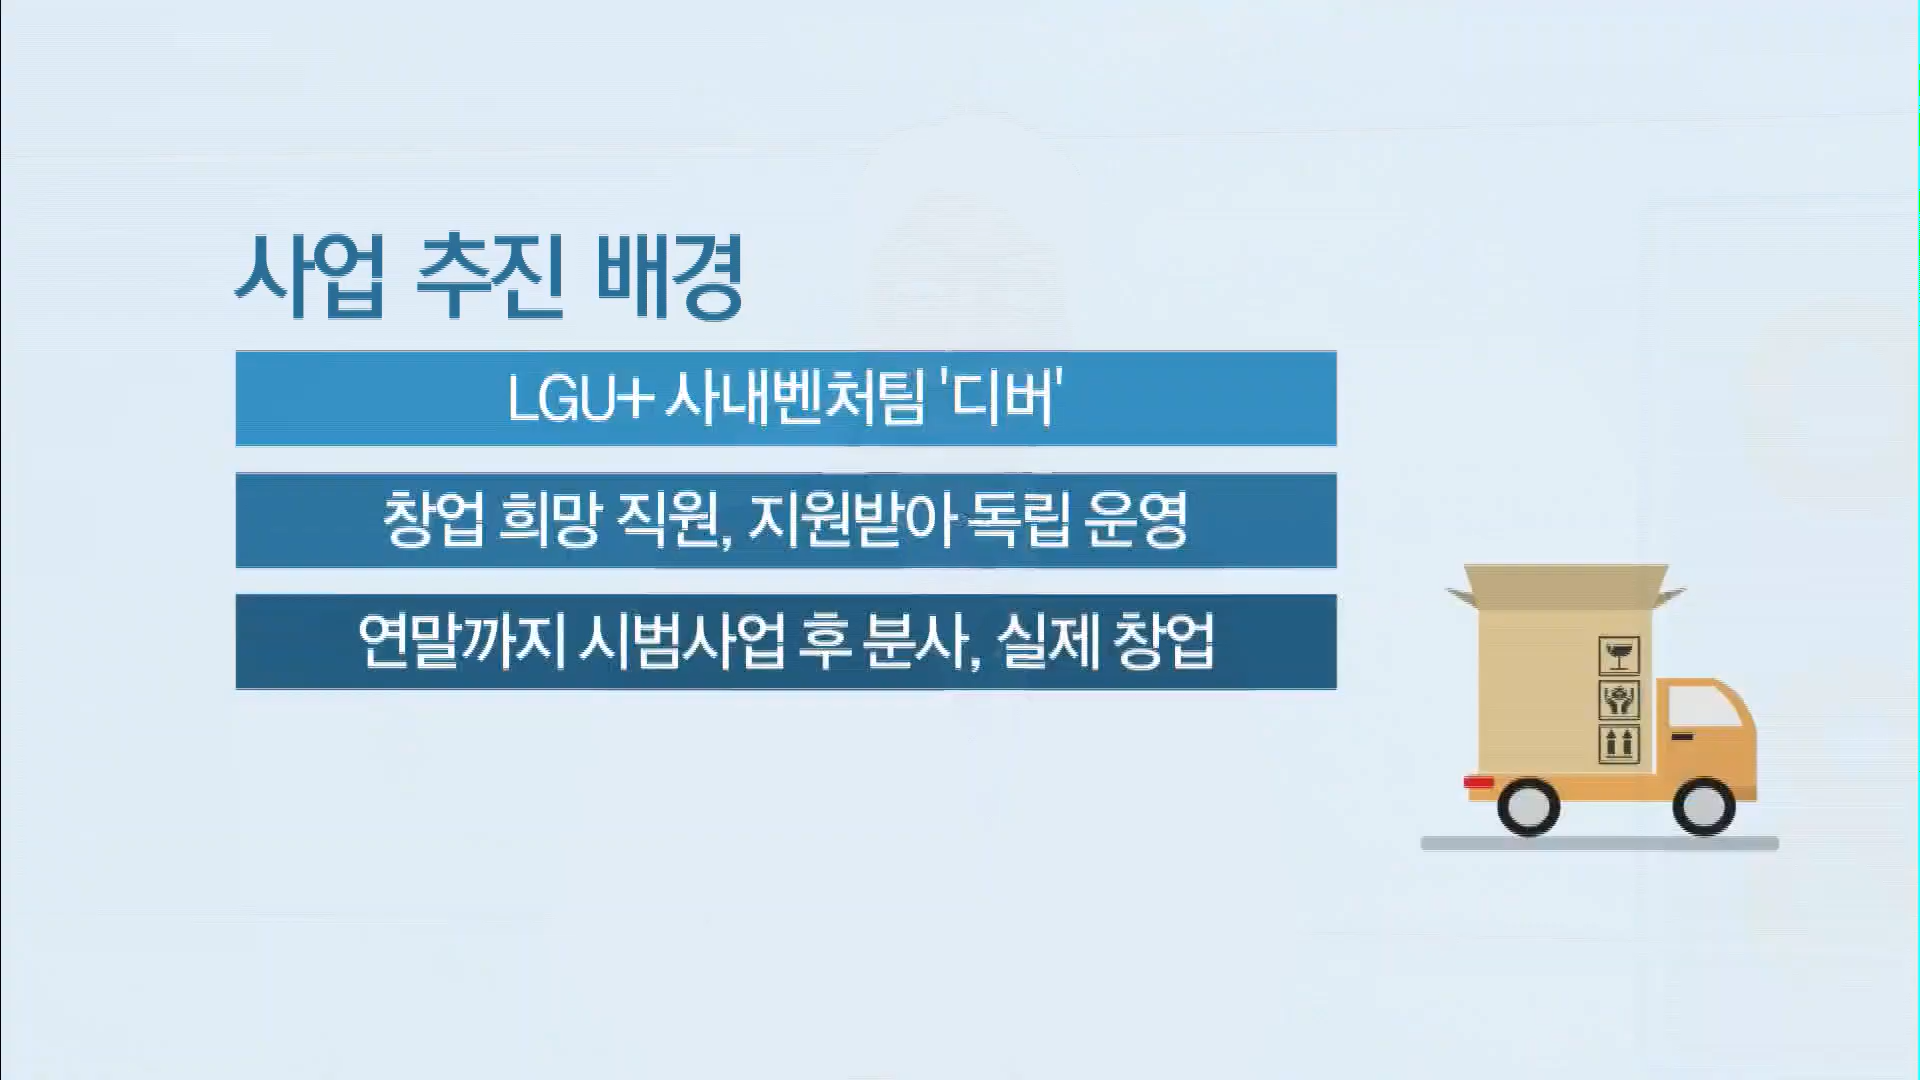 사업 추진 배경
LGU+ 사내벤처팀 '디버'
창업 희망 직원, 지원받아 독립 운영
연말까지 시범사업 후 분사, 실제 창업